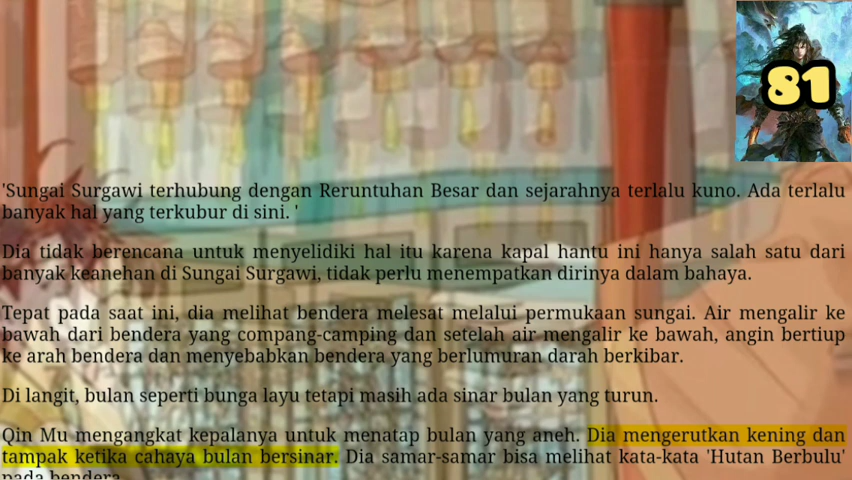 81
'Sungai Surgawi terhubung dengan Reruntuhan Besar dan sejarahnya terlalu kuno. Ada terlalu
banyak hal yang terkubur di sini. '
Dia tidak berencana untuk menyelidiki hal itu karena kapal hantu ini hanya salah satu dari
banyak keanehan di Sungai Surgawi, tidak perlu menempatkan dirinya dalam bahaya.
Tepat pada saat ini, dia melihat bendera melesat melalui permukaan sungai. Air mengalir ke
bawah dari bendera yang compang-camping dan setelah air mengalir ke bawah, angin bertiup
ke arah bendera dan menyebabkan bendera yang berlumuran darah berkibar.
Di langit, bulan seperti bunga layu tetapi masih ada sinar bulan yang turun.
Qin Mu mengangkat kepalanya untuk menatap bulan yang aneh. Dia mengerutkan kening dan
tampak ketika cahaya bulan bersinar. Dia samar-samar bisa melihat kata-kata 'Hutan Berbulu'
pada bendera.